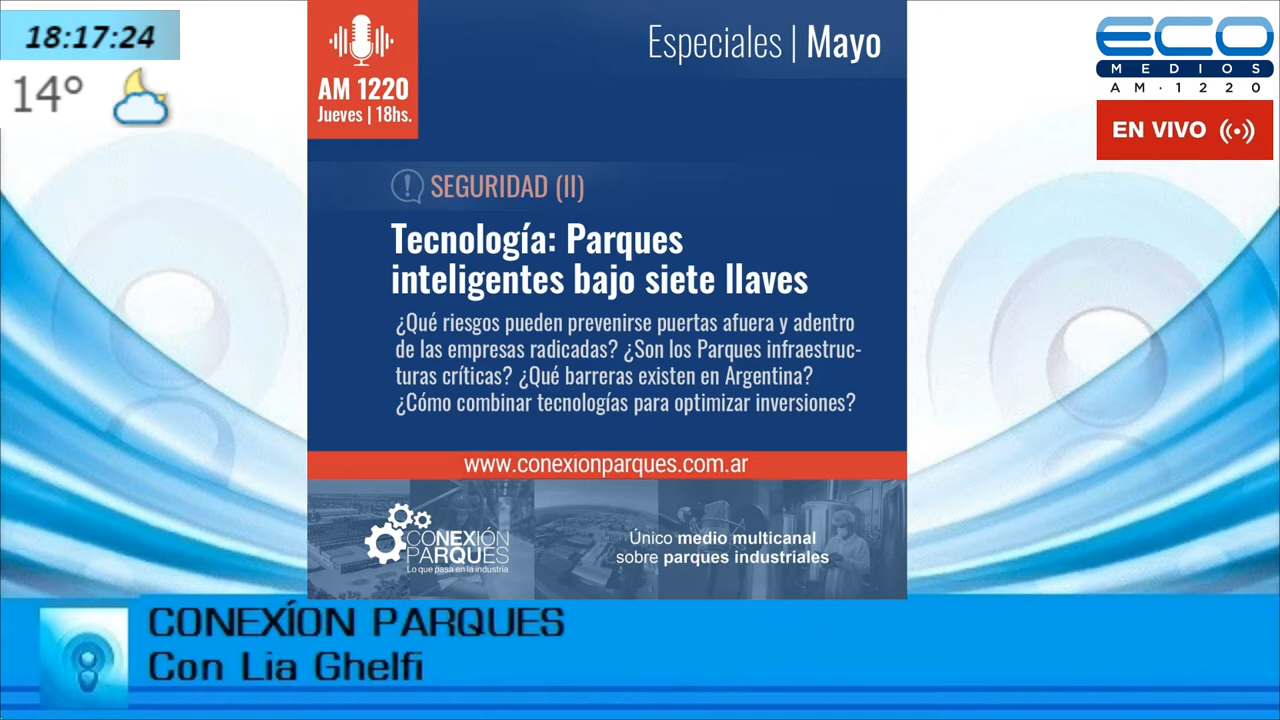 18:17:24
14°
AM 1220
Jueves | 18hs.
Especiales | Mayo
ECO
MEDIOS
AM·1220
EN VIVO
SEGURIDAD (II)
Tecnología: Parques
inteligentes bajo siete llaves
¿Qué riesgos pueden prevenirse puertas afuera y adentro
de las empresas radicadas? ¿Son los Parques infraestruc-
turas críticas? ¿Qué barreras existen en Argentina?
¿Cómo combinar tecnologías para optimizar inversiones?
www.conexionparques.com.ar
CONEXIÓN
PARQUES
Lo que pasa en la industria
Único medio multicanal
sobre parques industriales
CONEXÍON PARQUES
Con Lia Ghelfi